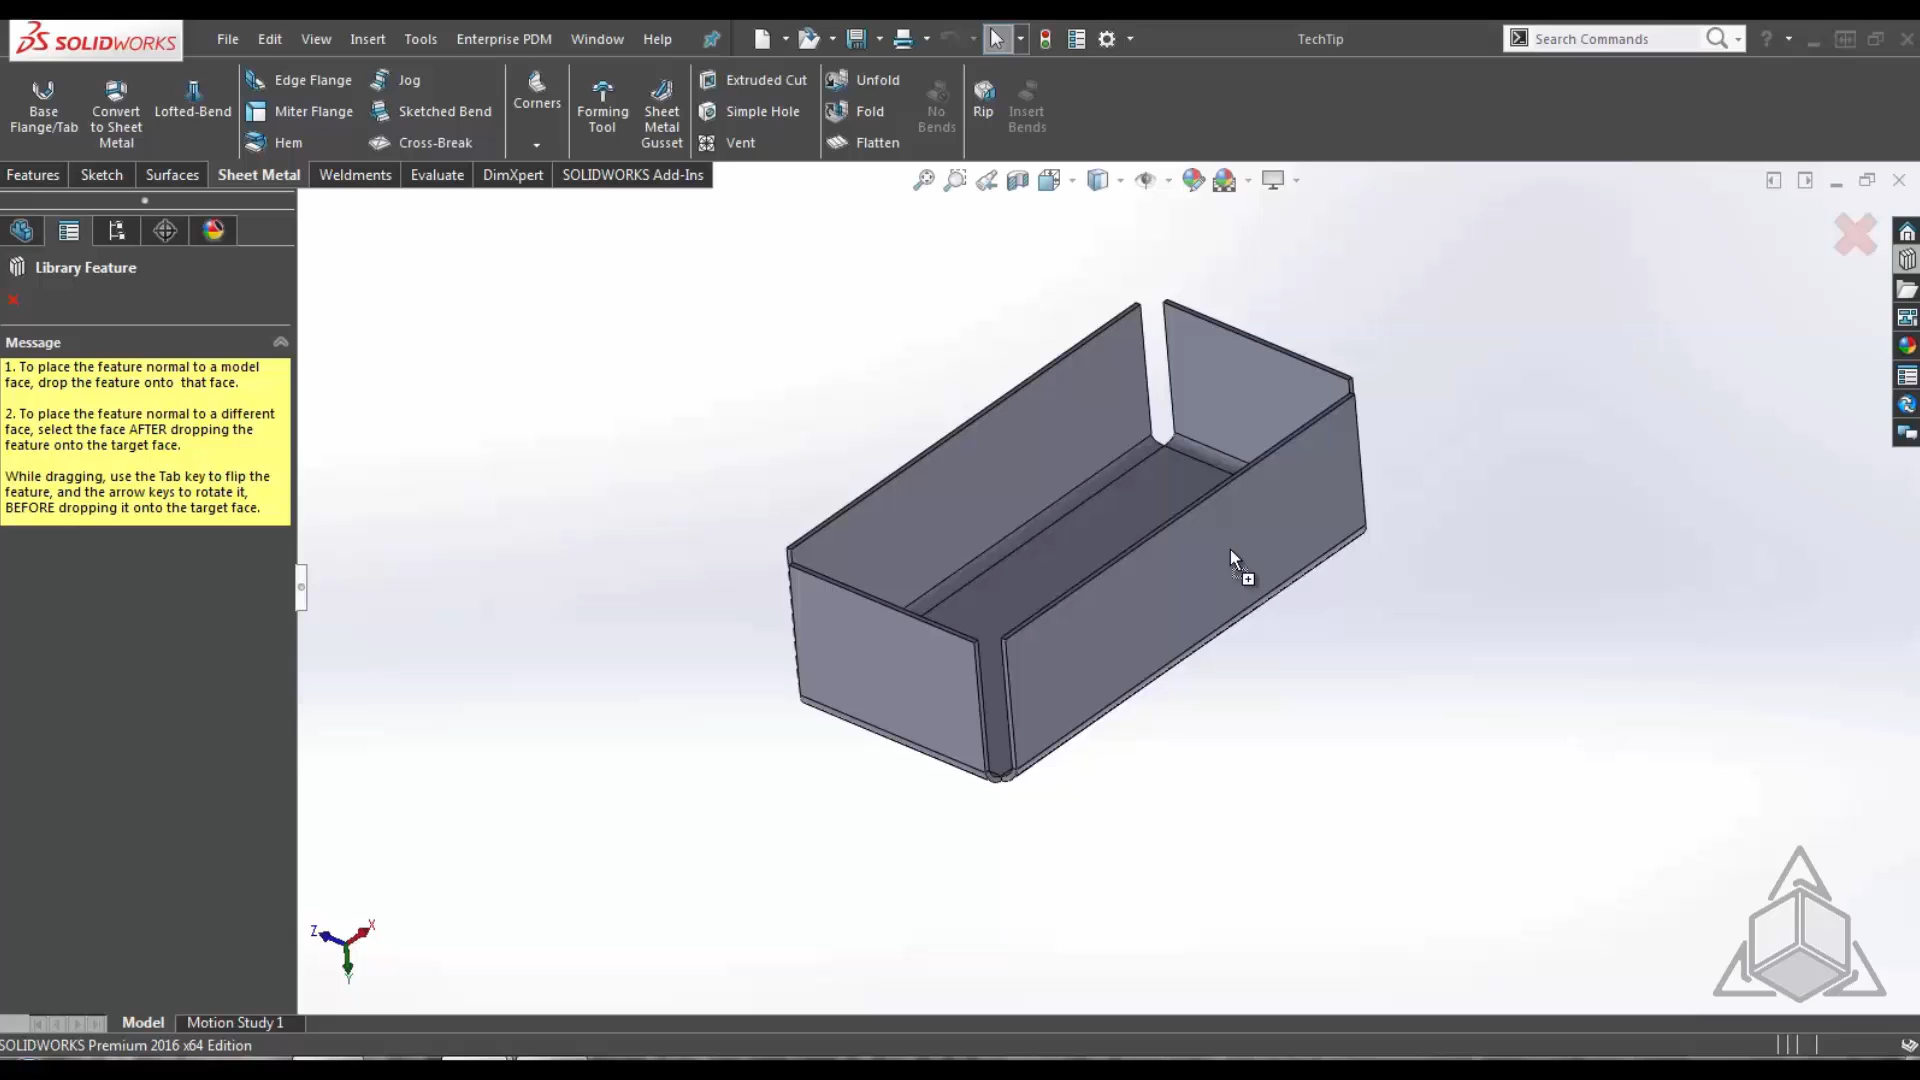 SOLIDWORKS
File Edit View Insert Tools Enterprise PDM Window Help
TechTip
Search Commands
Base Flange/Tab
Convert to Sheet Metal
Lofted-Bend
Edge Flange
Miter Flange
Hem
Jog
Sketched Bend
Cross-Break
Corners
Forming Tool
Sheet Metal Gusset
Extruded Cut
Simple Hole
Vent
Unfold
Fold
Flatten
No Bends
Rip
Insert Bends
Features Sketch Surfaces Sheet Metal Weldments Evaluate DimXpert SOLIDWORKS Add-Ins
Library Feature
Message
1. To place the feature normal to a model
face, drop the feature onto that face.
2. To place the feature normal to a different
face, select the face AFTER dropping the
feature onto the target face.
While dragging, use the Tab key to flip the
feature, and the arrow keys to rotate it,
BEFORE dropping it onto the target face.
Z
X
Y
Model Motion Study 1
SOLIDWORKS Premium 2016 x64 Edition